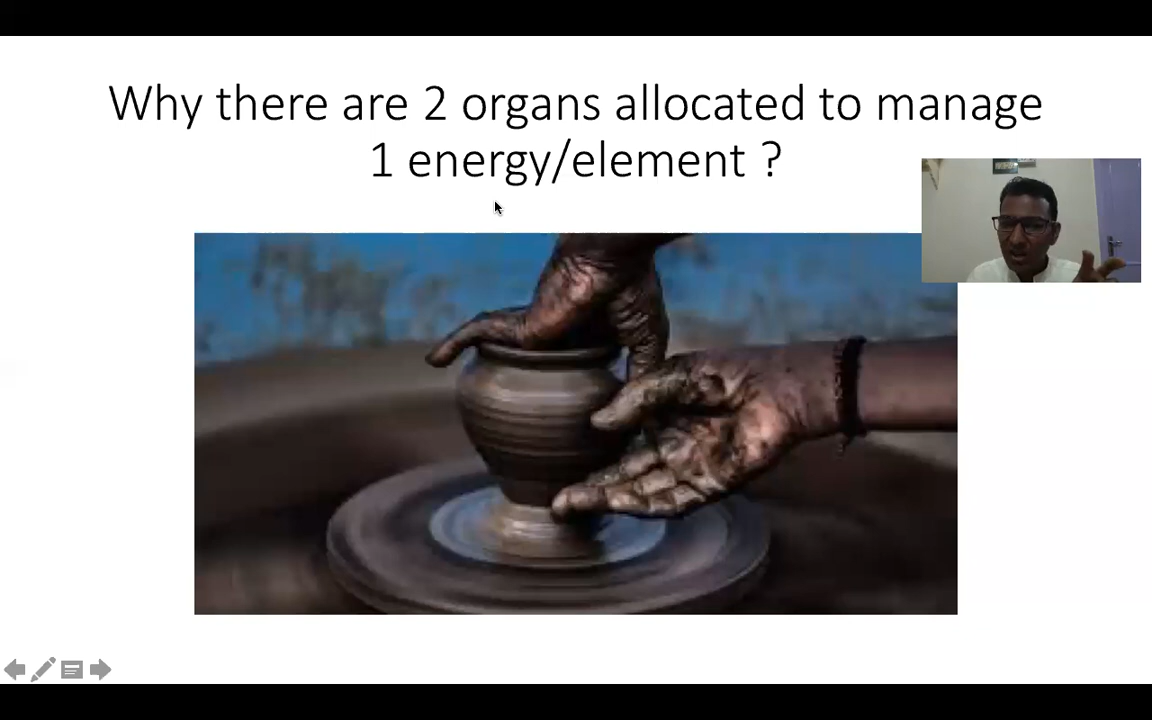 Why there are 2 organs allocated to manage
1 energy/element ?